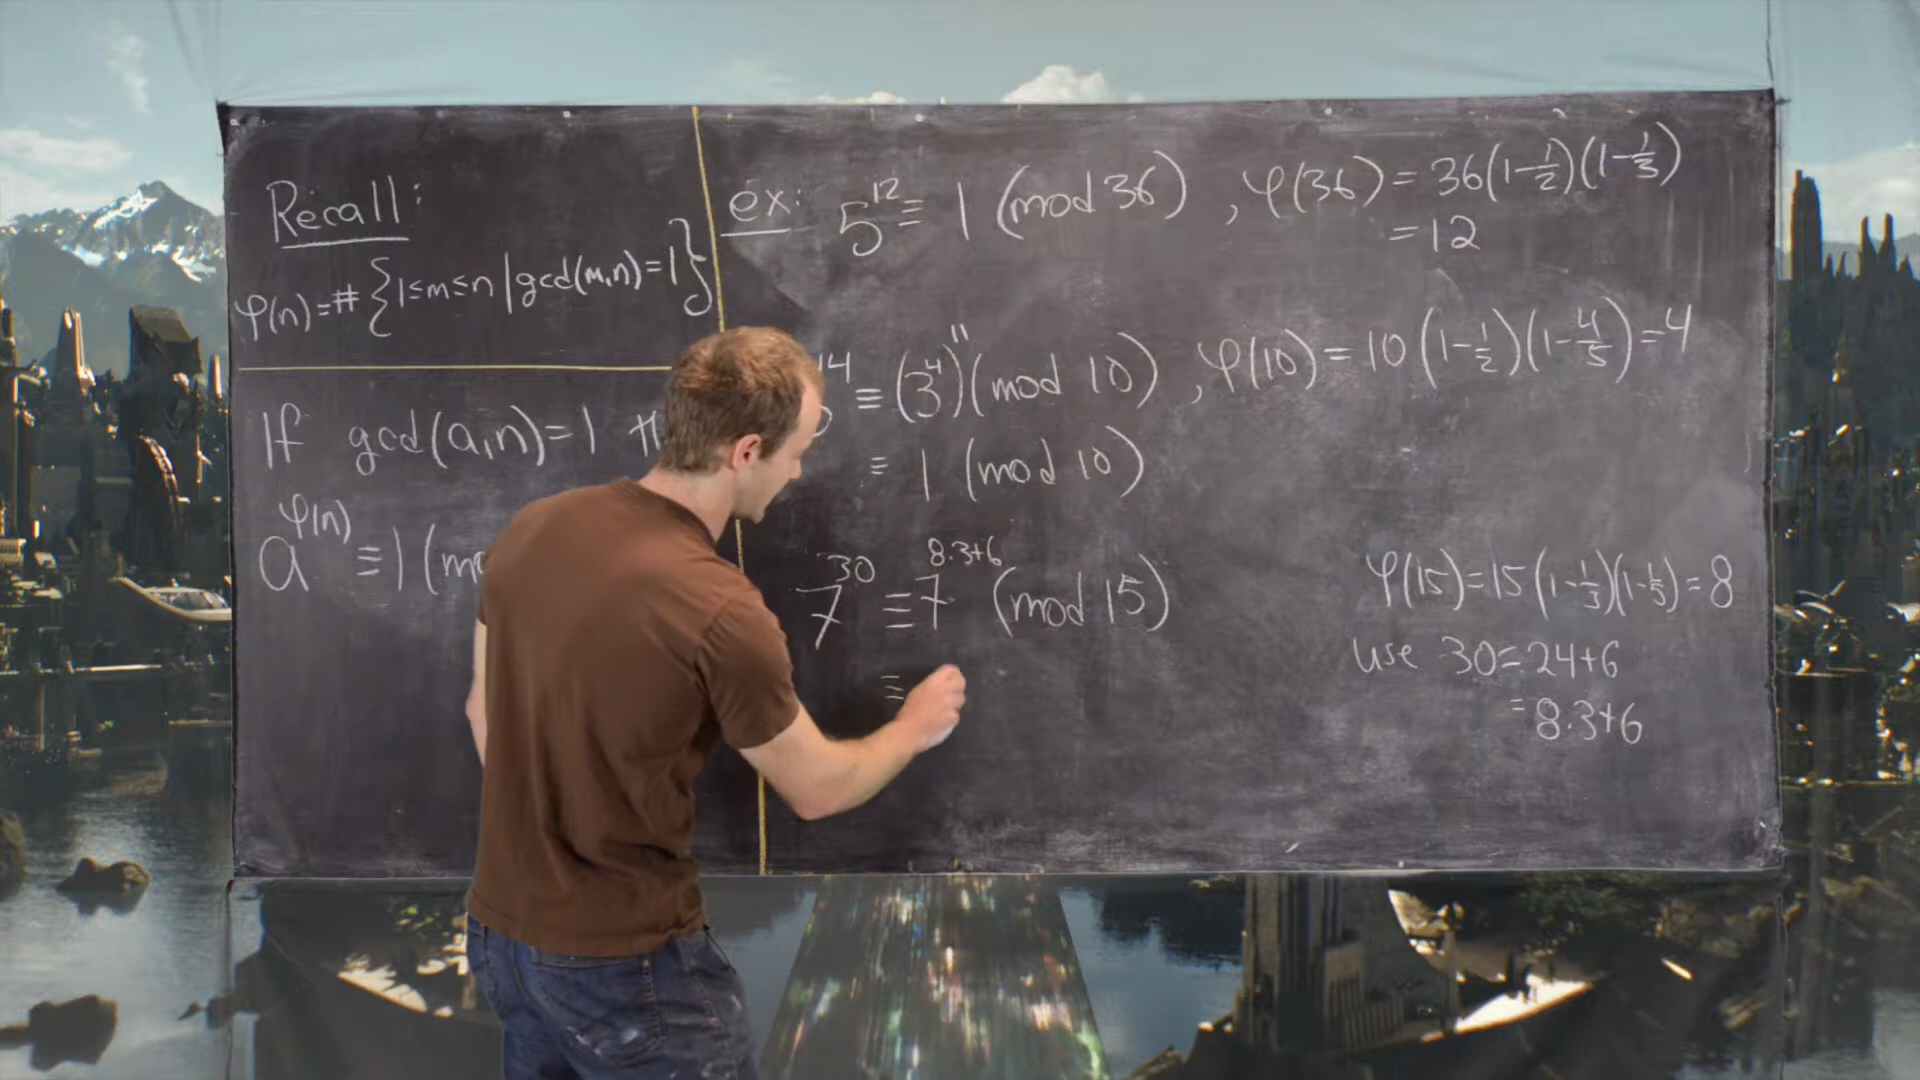 Recall:
φ(n)=#{1≤m≤n|gcd(m,n)=1}
If gcd(a,n)=1
a^φ(n) ≡1 (m
ex: 5^12 ≡ 1 (mod 36), φ(36)=36(1-1/2)(1-1/3)
=12
≡(3^4)^11 (mod 10), φ(10)=10(1-1/2)(1-4/5)=4
≡ 1 (mod 10)
7^30 ≡7^8·3+6 (mod 15)
≡
φ(15)=15(1-1/3)(1-1/5)=8
use 30=24+6
=8·3+6